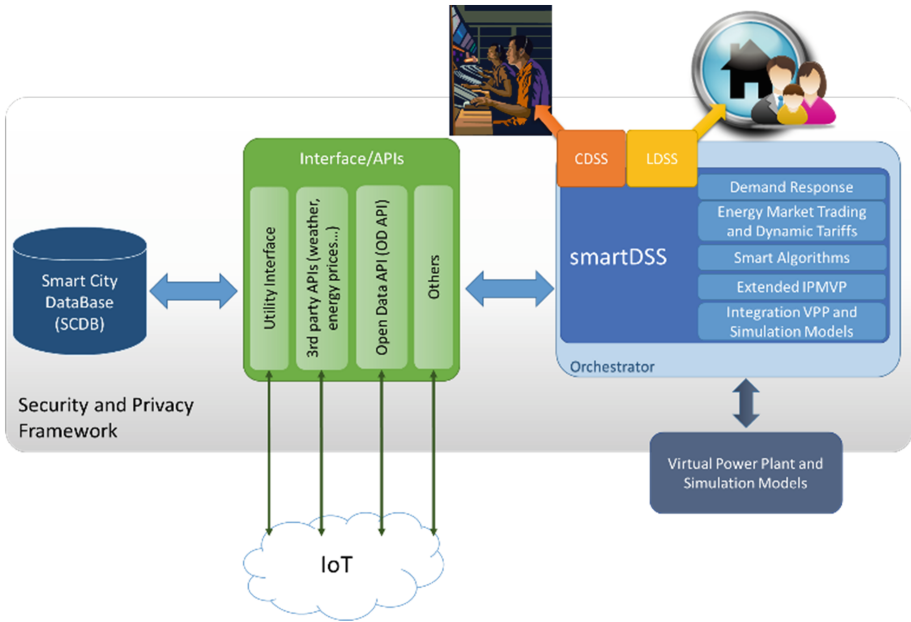 CDSS
LDSS
Interface/APIs
Utility Interface
3rd party APIs (weather,
energy prices...)
Open Data API (OD API)
Others
Smart City
DataBase
(SCDB)
smartDSS
Demand Response
Energy Market Trading
and Dynamic Tariffs
Smart Algorithms
Extended IPMVP
Integration VPP and
Simulation Models
Orchestrator
Security and Privacy
Framework
Virtual Power Plant and
Simulation Models
IoT